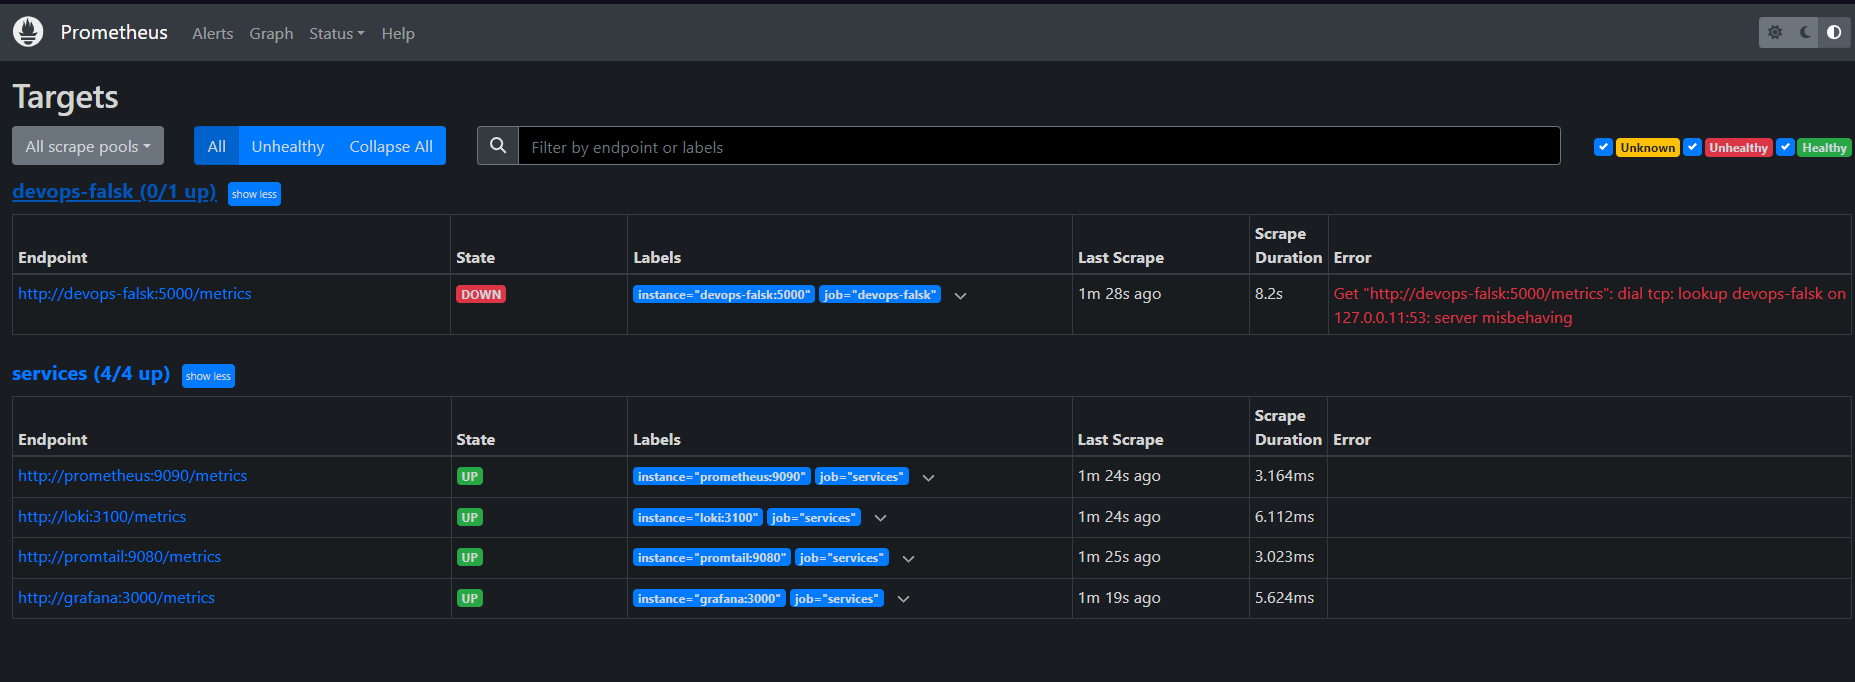 Prometheus Alerts Graph Status Help
Targets
All scrape pools All Unhealthy Collapse All Filter by endpoint or labels Unknown Unhealthy Healthy
devops-falsk (0/1 up) show less
Endpoint State Labels Last Scrape Scrape Duration Error
http://devops-falsk:5000/metrics DOWN instance="devops-falsk:5000" job="devops-falsk" 1m 28s ago 8.2s Get "http://devops-falsk:5000/metrics": dial tcp: lookup devops-falsk on
127.0.0.11:53: server misbehaving
services (4/4 up) show less
Endpoint State Labels Last Scrape Scrape Duration Error
http://prometheus:9090/metrics UP instance="prometheus:9090" job="services" 1m 24s ago 3.164ms
http://loki:3100/metrics UP instance="loki:3100" job="services" 1m 24s ago 6.112ms
http://promtail:9080/metrics UP instance="promtail:9080" job="services" 1m 25s ago 3.023ms
http://grafana:3000/metrics UP instance="grafana:3000" job="services" 1m 19s ago 5.624ms